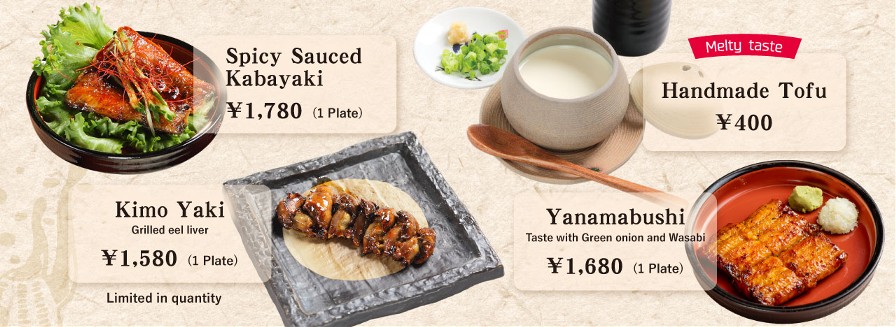 Spicy Sauced
Kabayaki
¥1,780 (1 Plate)
Melty taste
Handmade Tofu
¥400
Kimo Yaki
Grilled eel liver
¥1,580 (1 Plate)
Limited in quantity
Yanamabushi
Taste with Green onion and Wasabi
¥1,680 (1 Plate)